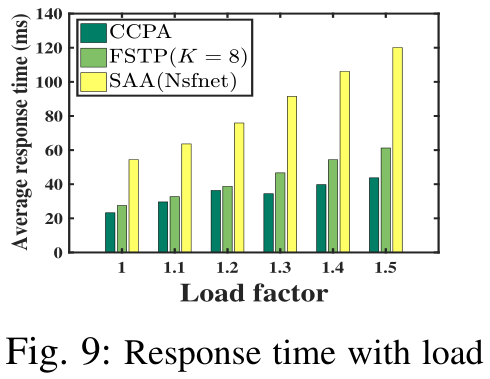 140
120
100
80
60
40
20
0
Average response time (ms)
CCPA
FSTP(K = 8)
SAA(Nsfnet)
1 1.1 1.2 1.3 1.4 1.5
Load factor
Fig. 9: Response time with load